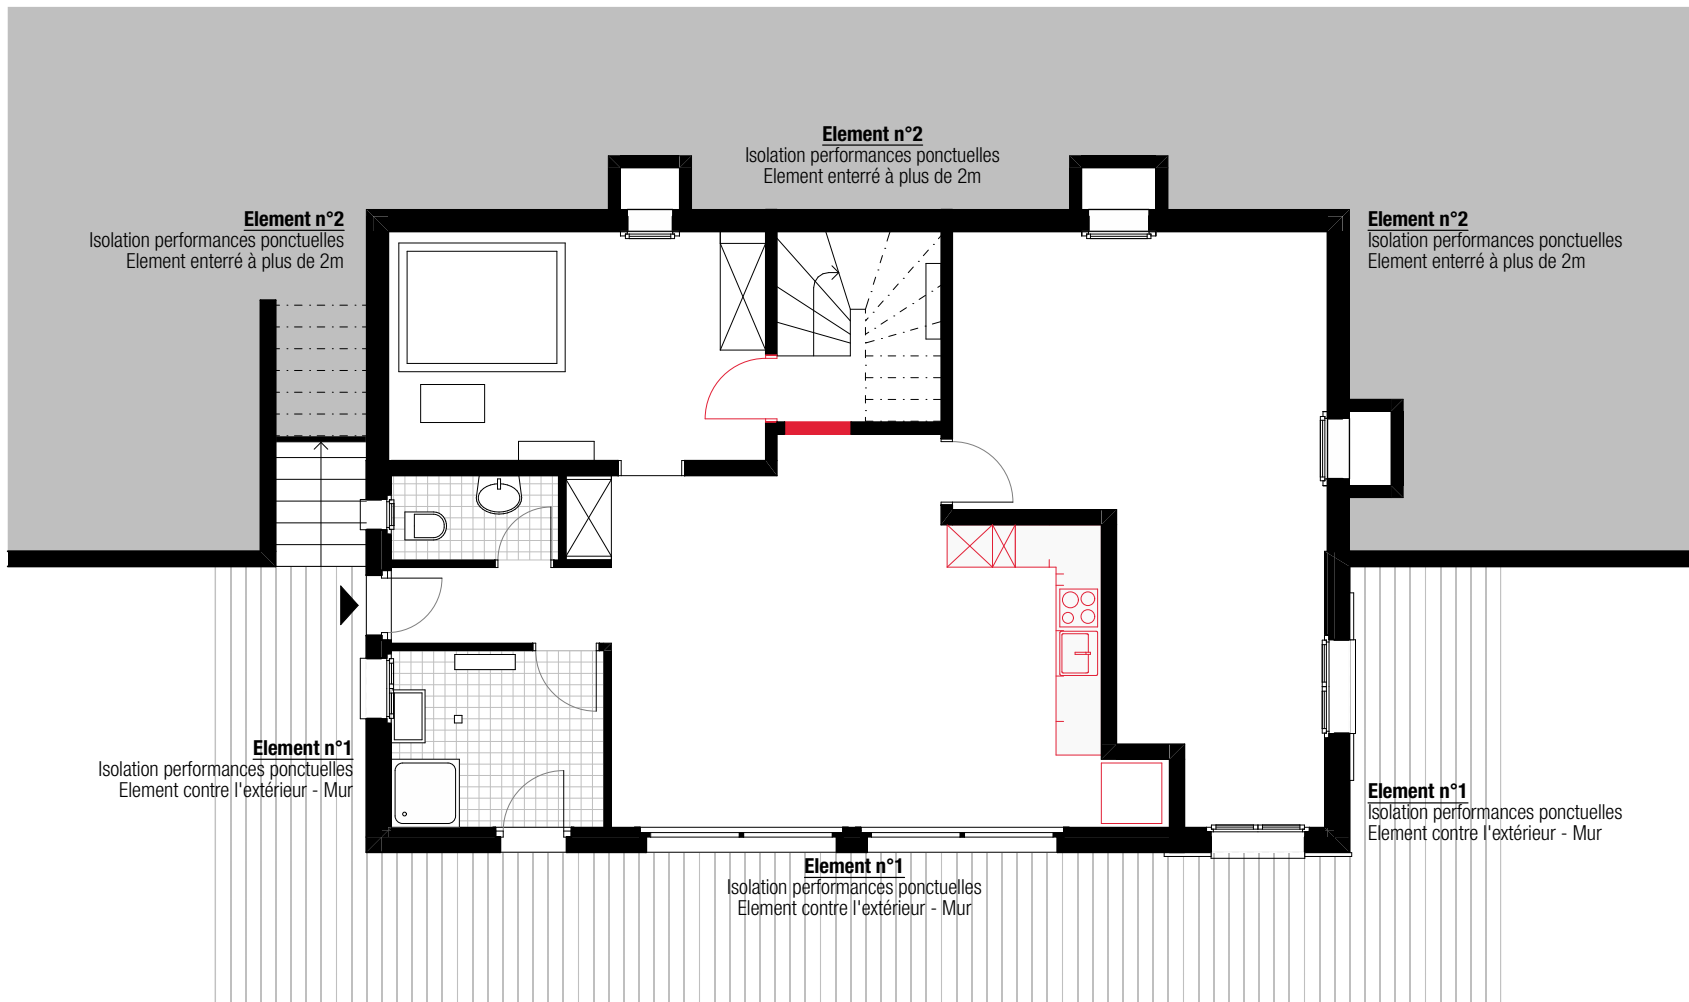 Element n°2
Isolation performances ponctuelles
Element enterré à plus de 2m
Element n°2
Isolation performances ponctuelles
Element enterré à plus de 2m
Element n°2
Isolation performances ponctuelles
Element enterré à plus de 2m
Element n°1
Isolation performances ponctuelles
Element contre l'extérieur - Mur
Element n°1
Isolation performances ponctuelles
Element contre l'extérieur - Mur
Element n°1
Isolation performances ponctuelles
Element contre l'extérieur - Mur